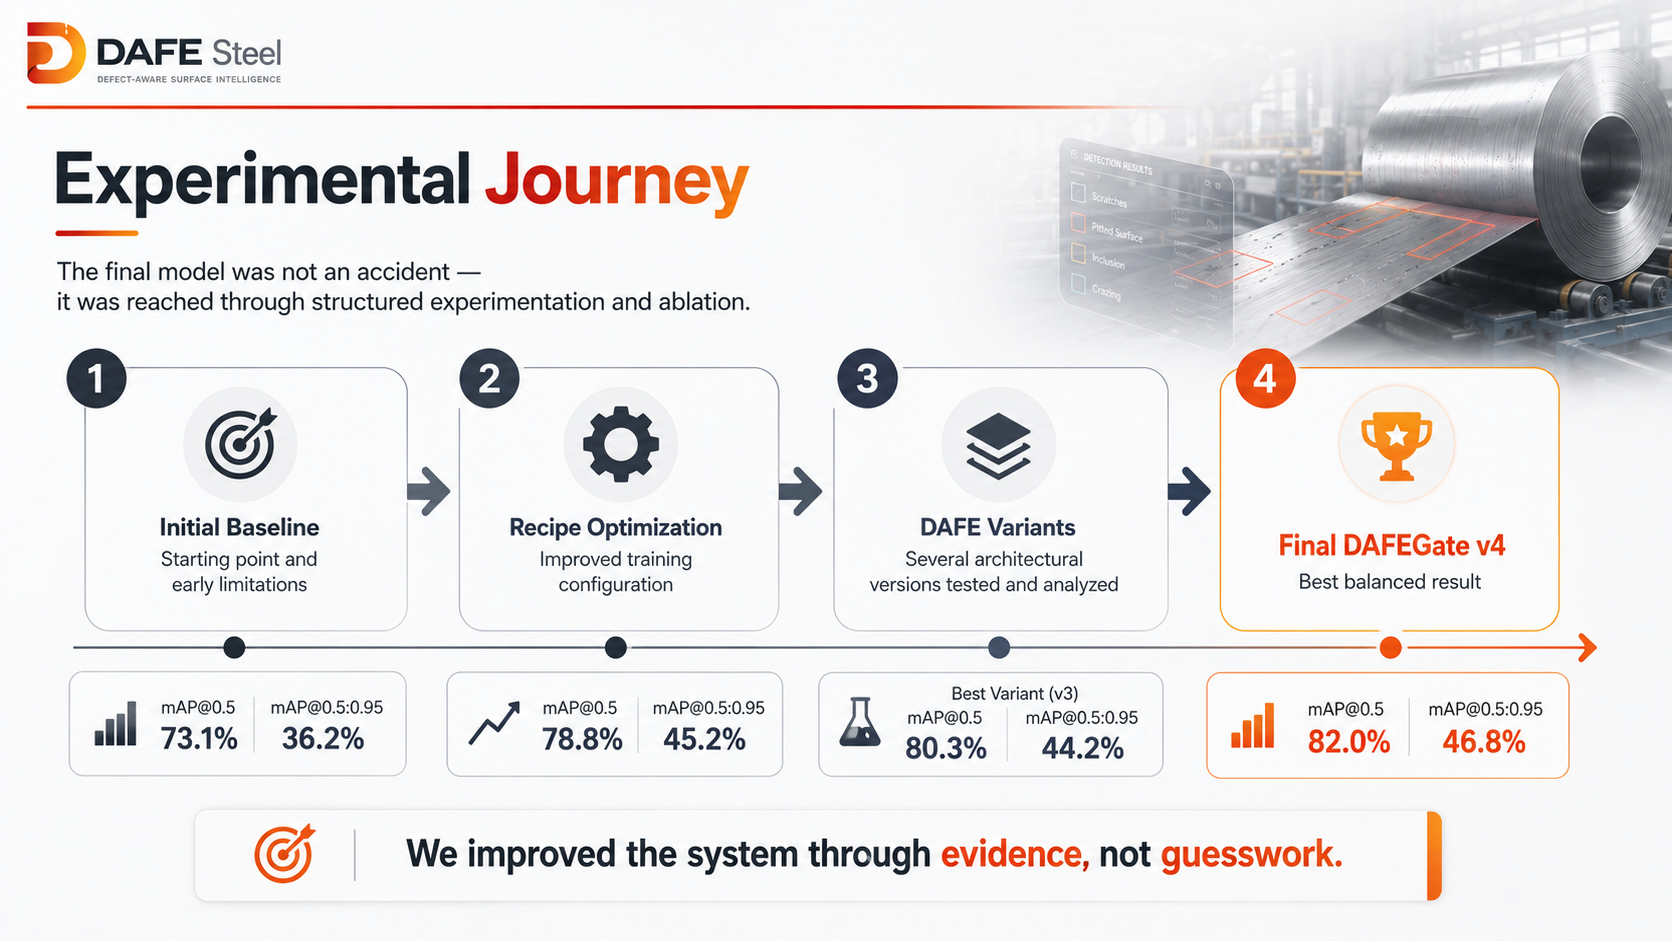 DAFE Steel
DEFECT-AWARE SURFACE INTELLIGENCE
Experimental Journey
The final model was not an accident —
it was reached through structured experimentation and ablation.
DETECTION RESULTS
Scratches
Pitted Surface
Inclusion
Crazing
1
Initial Baseline
Starting point and
early limitations
2
Recipe Optimization
Improved training
configuration
3
DAFE Variants
Several architectural
versions tested and analyzed
4
Final DAFEGate v4
Best balanced result
mAP@0.5
73.1%
mAP@0.5:0.95
36.2%
mAP@0.5
78.8%
mAP@0.5:0.95
45.2%
Best Variant (v3)
mAP@0.5
80.3%
mAP@0.5:0.95
44.2%
mAP@0.5
82.0%
mAP@0.5:0.95
46.8%
We improved the system through evidence, not guesswork.